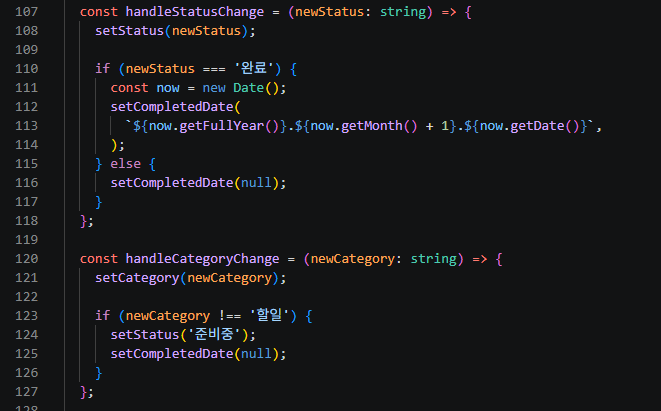 107 const handleStatusChange = (newStatus: string) => {
108 setStatus(newStatus);
109
110 if (newStatus === '완료') {
111 const now = new Date();
112 setCompletedDate(
113 `${now.getFullYear()}.${now.getMonth() + 1}.${now.getDate()}`,
114 );
115 } else {
116 setCompletedDate(null);
117 }
118 };
119
120 const handleCategoryChange = (newCategory: string) => {
121 setCategory(newCategory);
122
123 if (newCategory !== '할일') {
124 setStatus('준비중');
125 setCompletedDate(null);
126 }
127 };
128